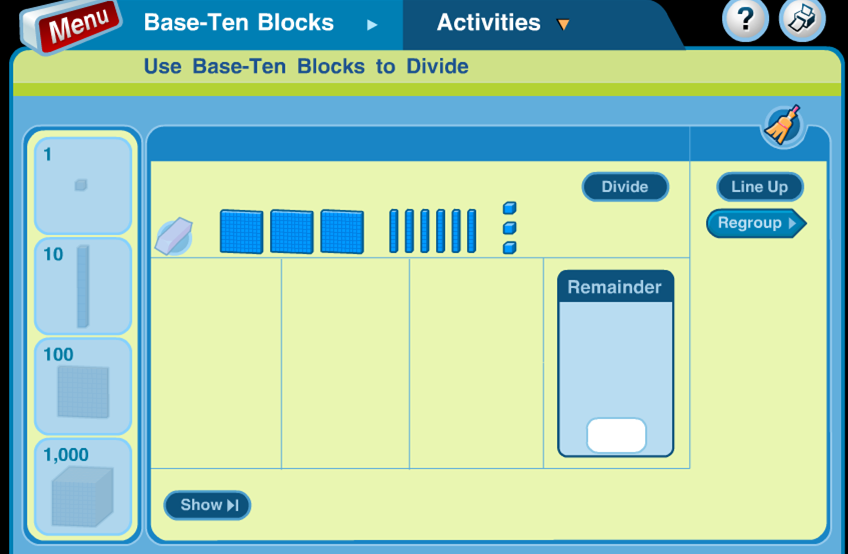 Menu
Base-Ten Blocks
Activities
?
Use Base-Ten Blocks to Divide
1
10
100
1,000
Divide
Line Up
Regroup
Remainder
Show